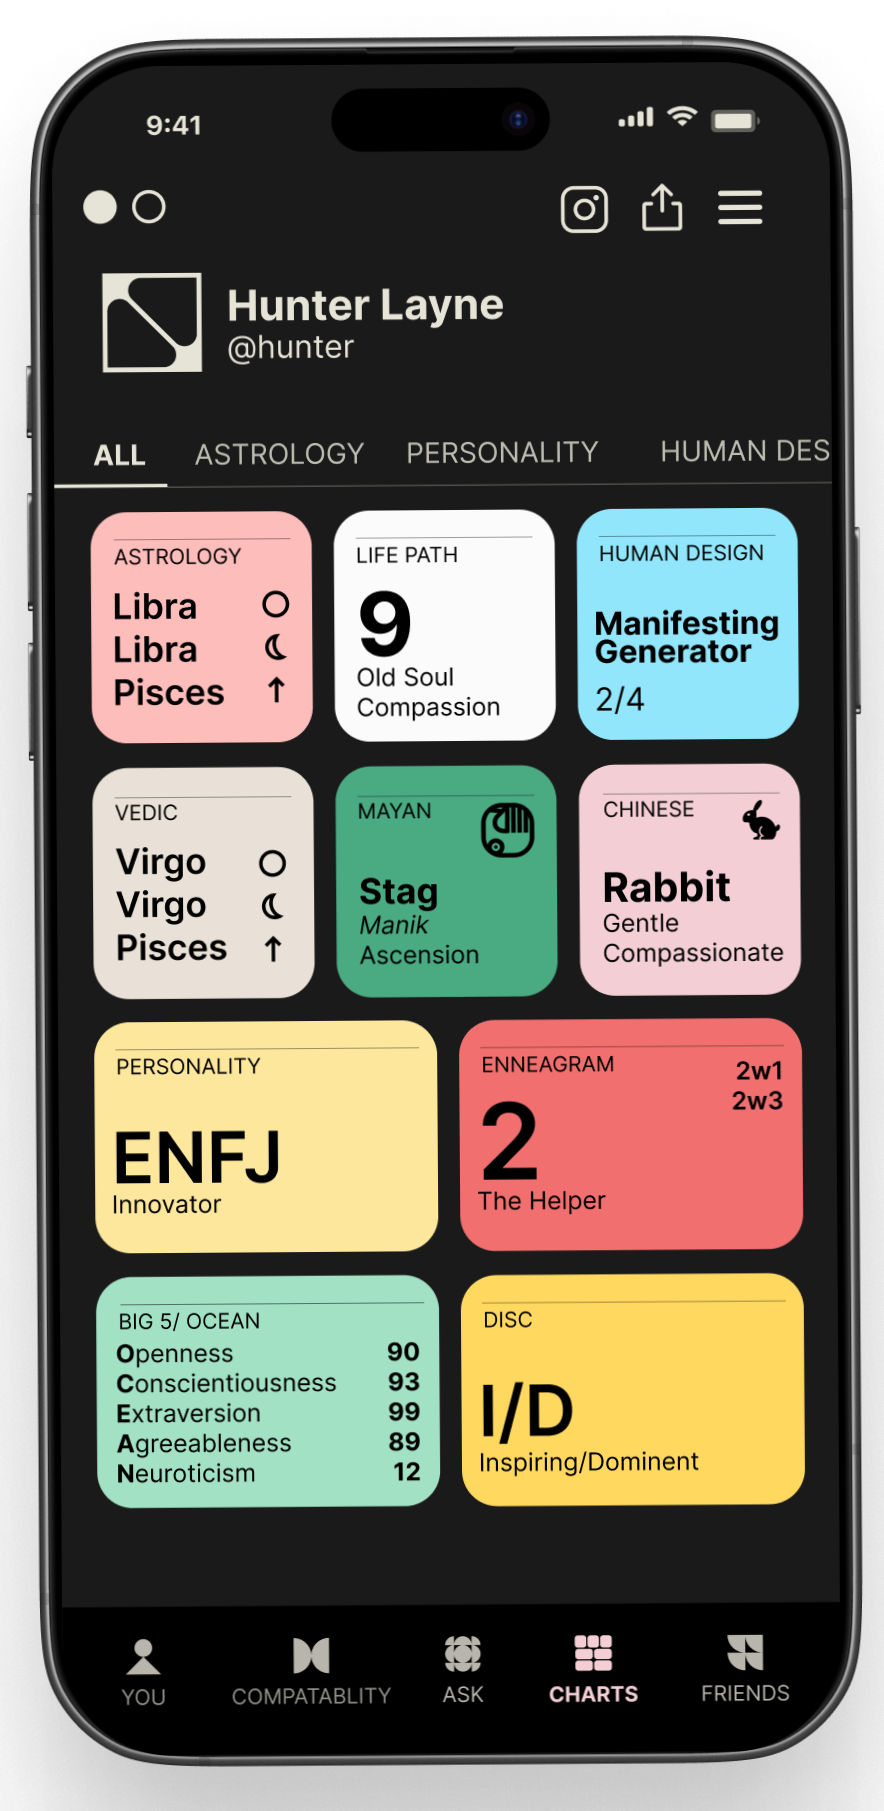 9:41
Hunter Layne
@hunter
ALL ASTROLOGY PERSONALITY HUMAN DES
ASTROLOGY
Libra
Libra
Pisces
LIFE PATH
9
Old Soul
Compassion
HUMAN DESIGN
Manifesting
Generator
2/4
VEDIC
Virgo
Virgo
Pisces
MAYAN
Stag
Manik
Ascension
CHINESE
Rabbit
Gentle
Compassionate
PERSONALITY
ENFJ
Innovator
ENNEAGRAM
2w1
2w3
2
The Helper
BIG 5/ OCEAN
Openness 90
Conscientiousness 93
Extraversion 99
Agreeableness 89
Neuroticism 12
DISC
I/D
Inspiring/Dominent
YOU COMPATABLITY ASK CHARTS FRIENDS